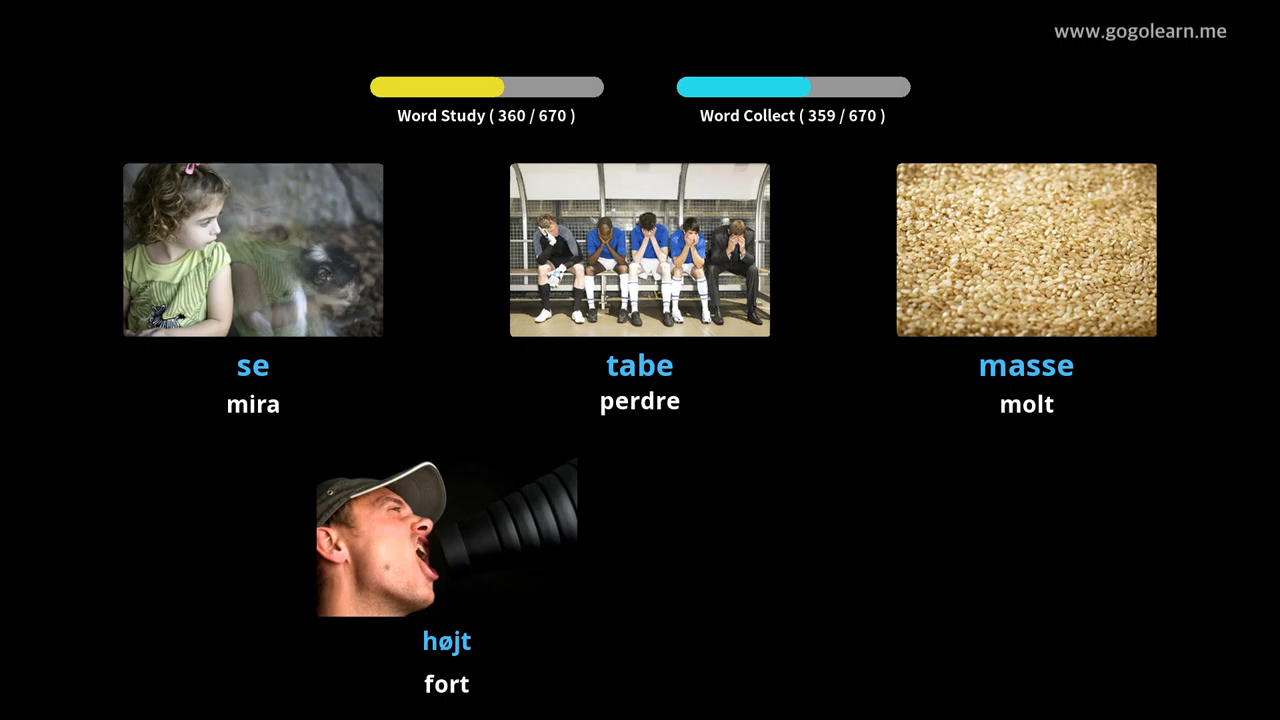 www.gogolearn.me
Word Study ( 360 / 670 )
Word Collect ( 359 / 670 )
se
mira
tabe
perdre
masse
molt
højt
fort